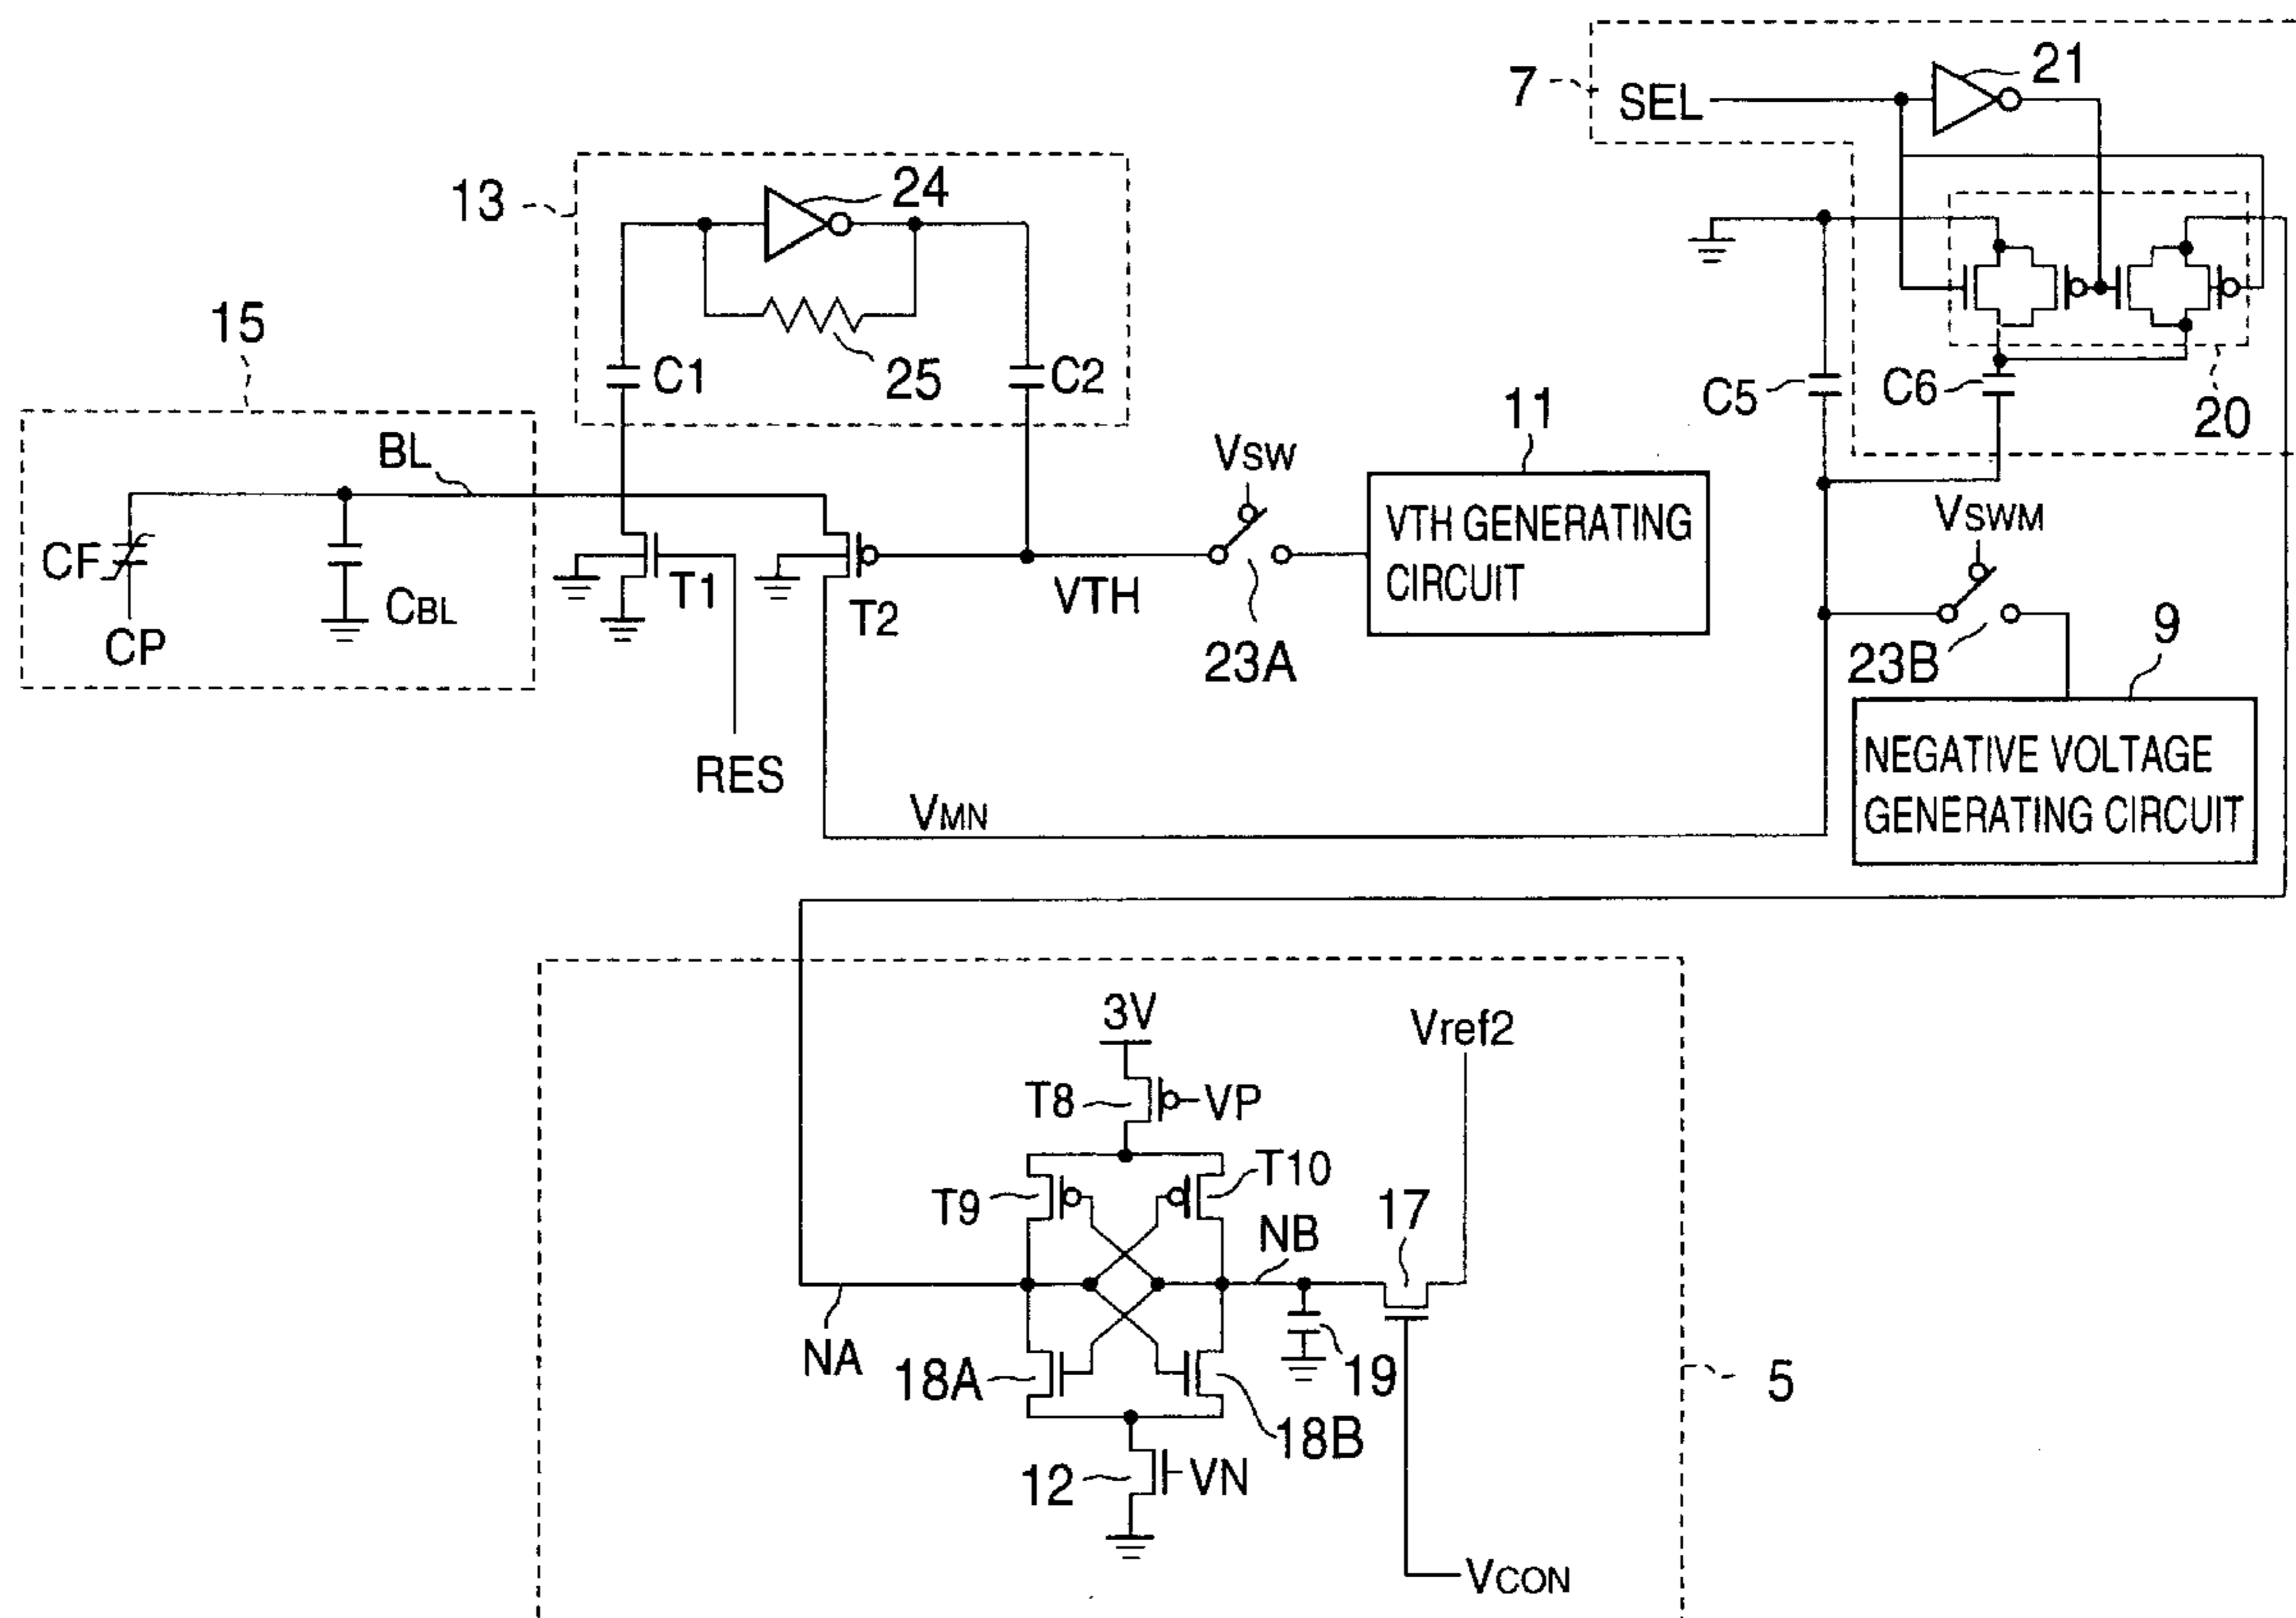 7
SEL
21
13
24
15
25
C1
C2
C5
C6
20
11
BL
VSW
VTH GENERATING
CIRCUIT
VSWM
CF
CBL
CP
T1
T2
VTH
23A
23B
9
RES
NEGATIVE VOLTAGE
GENERATING CIRCUIT
VMN
3V
Vref2
T8
VP
T9
T10
17
NB
NA
18A
19
5
18B
12
VN
VCON